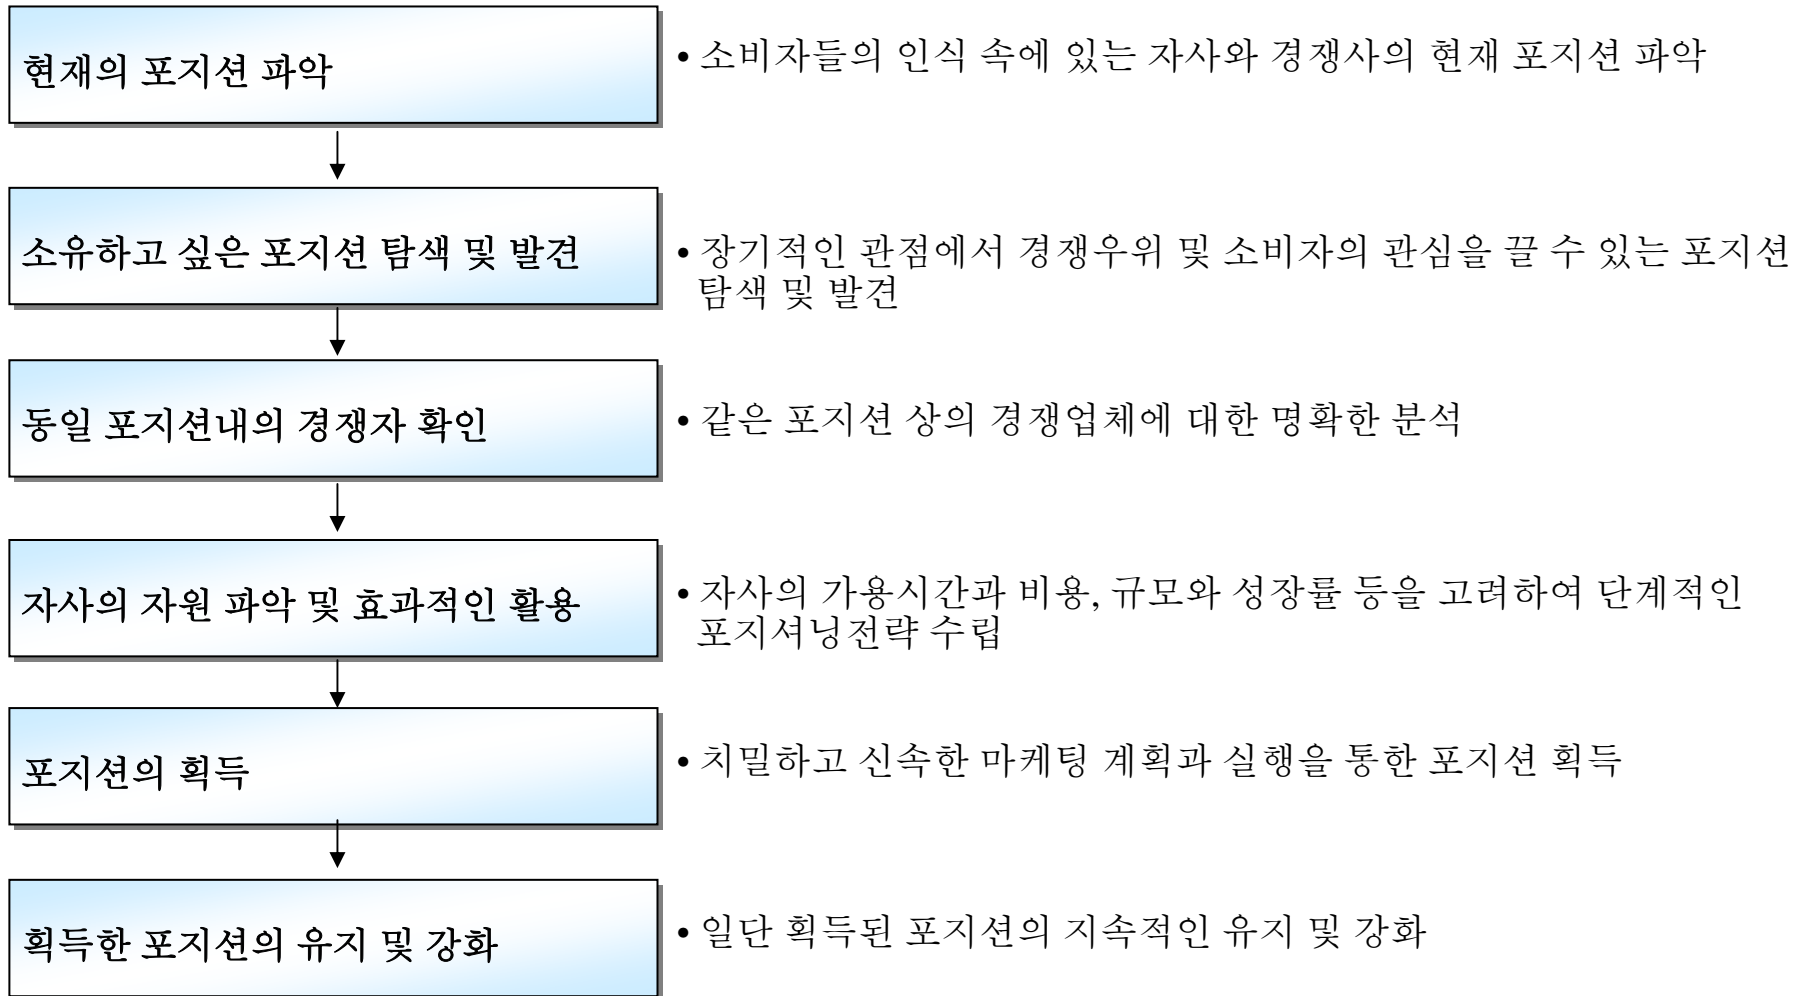 현재의 포지션 파악
• 소비자들의 인식 속에 있는 자사와 경쟁사의 현재 포지션 파악
소유하고 싶은 포지션 탐색 및 발견
• 장기적인 관점에서 경쟁우위 및 소비자의 관심을 끌 수 있는 포지션
탐색 및 발견
동일 포지션내의 경쟁자 확인
• 같은 포지션 상의 경쟁업체에 대한 명확한 분석
자사의 자원 파악 및 효과적인 활용
• 자사의 가용시간과 비용, 규모와 성장률 등을 고려하여 단계적인
포지셔닝전략 수립
포지션의 획득
• 치밀하고 신속한 마케팅 계획과 실행을 통한 포지션 획득
획득한 포지션의 유지 및 강화
• 일단 획득된 포지션의 지속적인 유지 및 강화